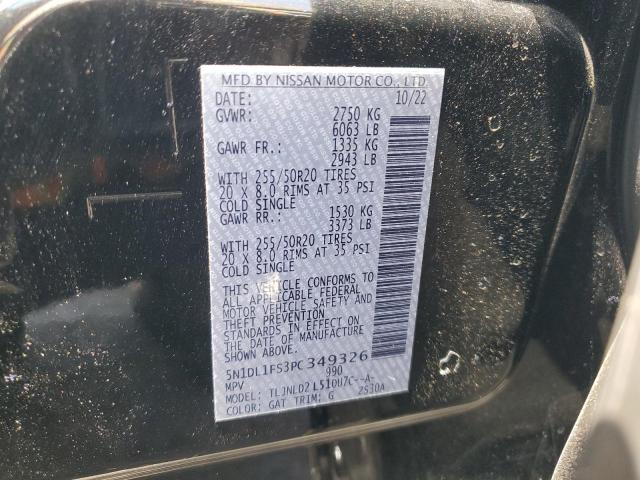 MFD BY NISSAN MOTOR CO., LTD.
DATE: 10/22
GVWR: 2750 KG
6063 LB
GAWR FR.: 1335 KG
2943 LB
WITH 255/50R20 TIRES
20 X 8.0 RIMS AT 35 PSI
COLD SINGLE
GAWR RR.: 1530 KG
3373 LB
WITH 255/50R20 TIRES
20 X 8.0 RIMS AT 35 PSI
COLD SINGLE
THIS VEHICLE CONFORMS TO
ALL APPLICABLE FEDERAL
MOTOR VEHICLE SAFETY AND
THEFT PREVENTION
STANDARDS IN EFFECT ON
THE DATE OF MANUFACTURE
5N1DL1FS3PC349326
MPV 990
MODEL: TLJNLD2 L510U7C--A-
COLOR: GAT TRIM: G 2S30A